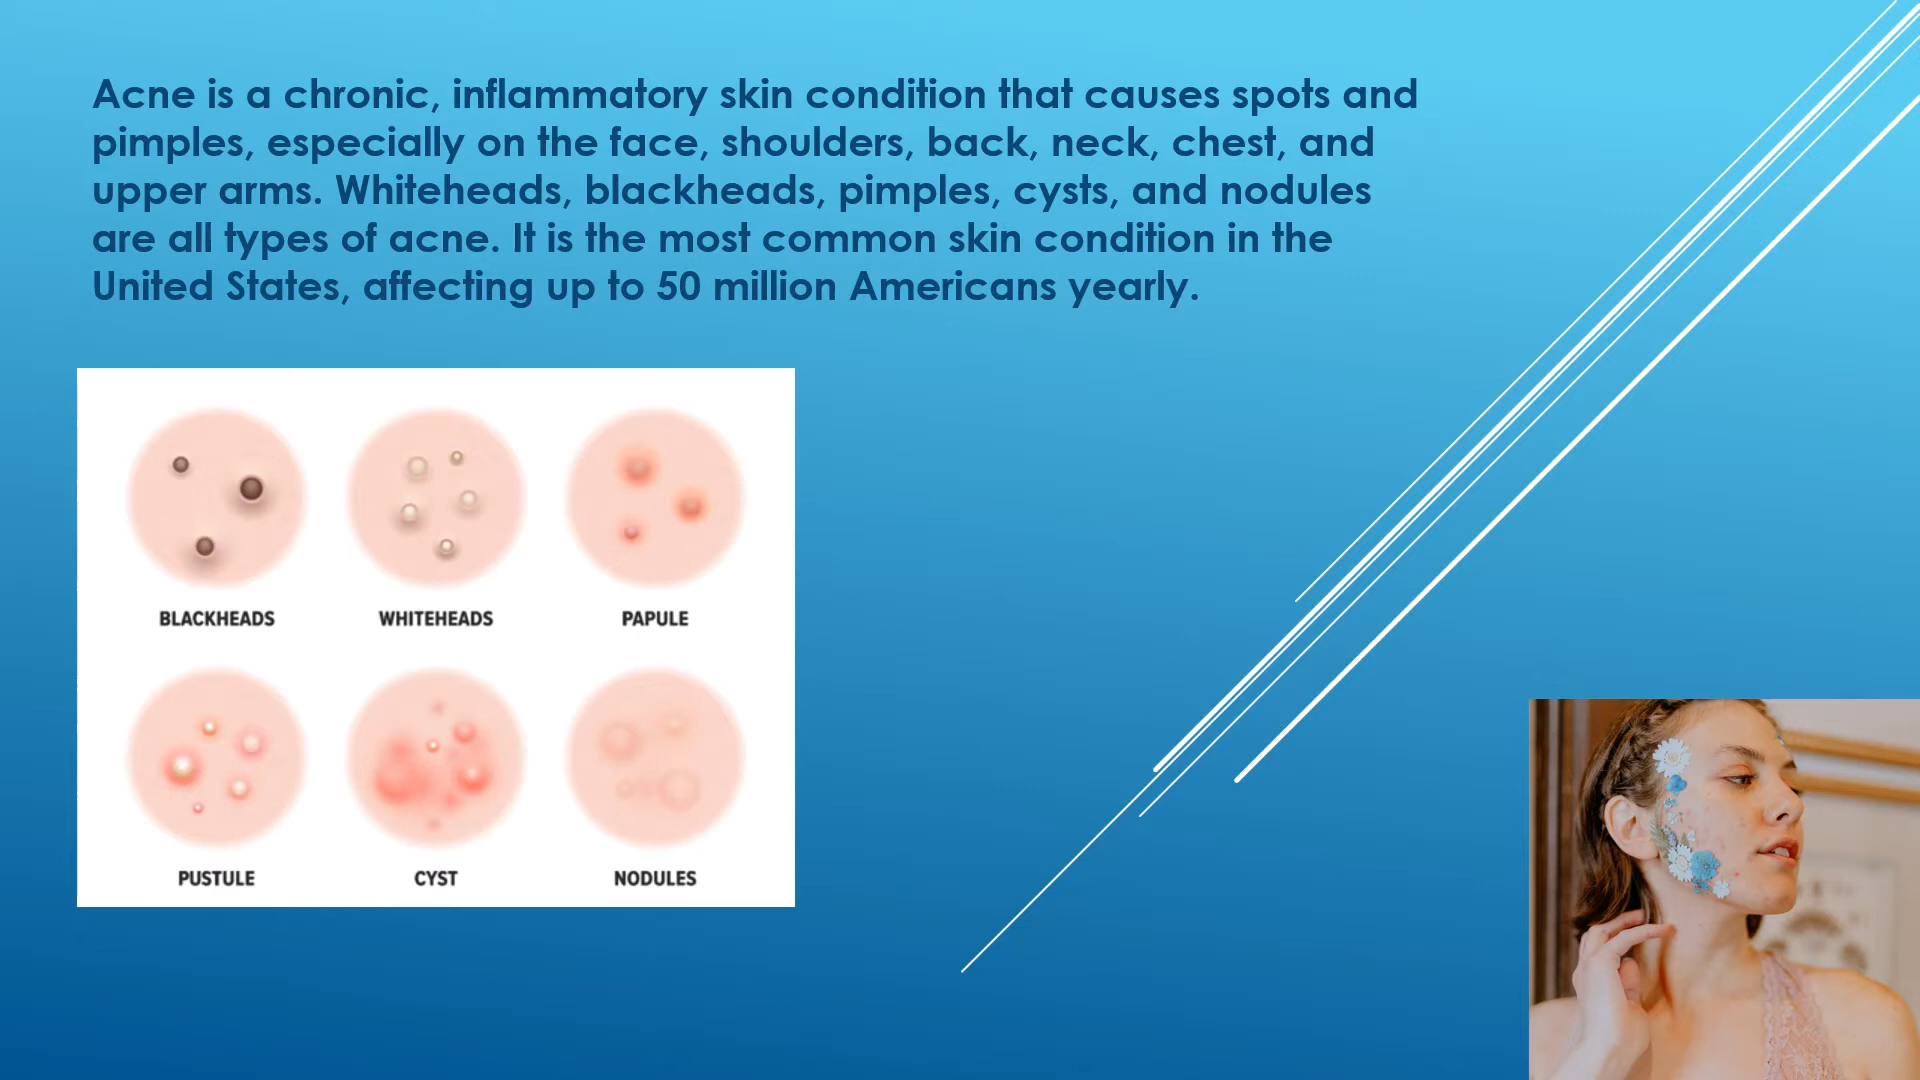 Acne is a chronic, inflammatory skin condition that causes spots and
pimples, especially on the face, shoulders, back, neck, chest, and
upper arms. Whiteheads, blackheads, pimples, cysts, and nodules
are all types of acne. It is the most common skin condition in the
United States, affecting up to 50 million Americans yearly.
BLACKHEADS
WHITEHEADS
PAPULE
PUSTULE
CYST
NODULES